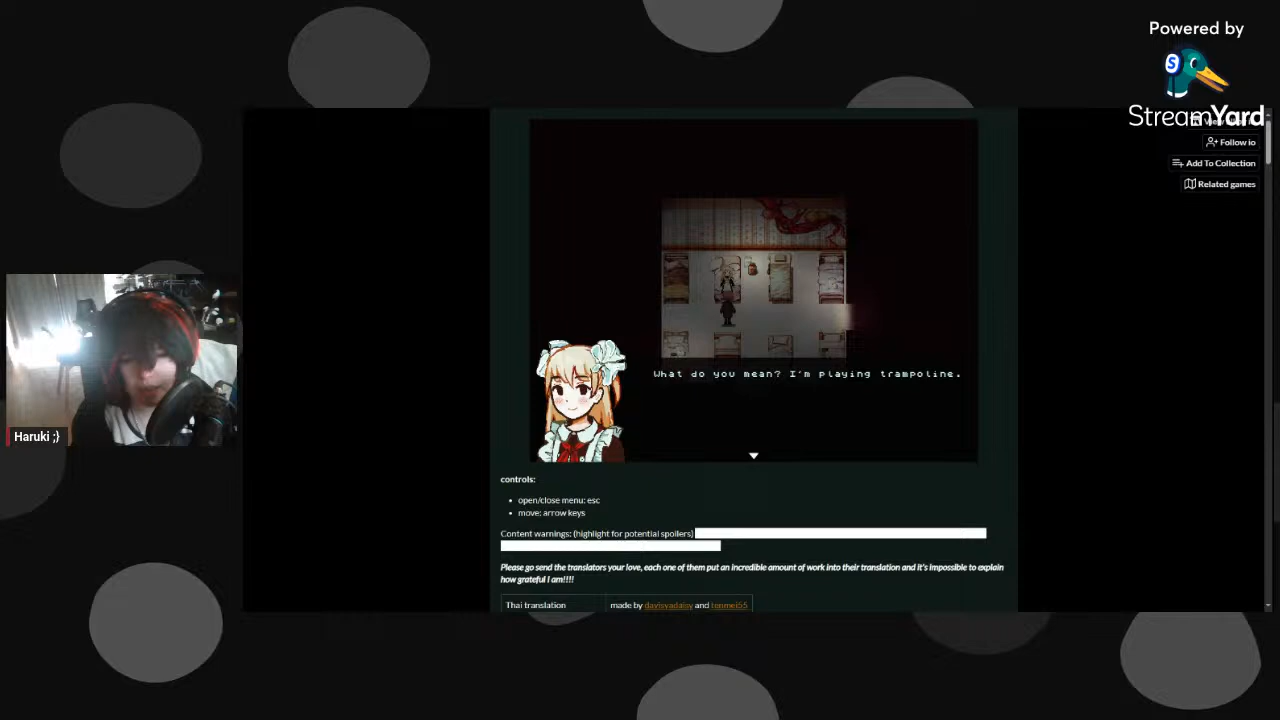 Powered by
StreamYard
Follow io
Add To Collection
Related games
What do you mean? I'm playing trampoline.
Haruki ;}
controls:
open/close menu: esc
move: arrow keys
Content warnings: (highlight for potential spoilers)
Please go send the translators your love, each one of them put an incredible amount of work into their translation and it's impossible to explain
how grateful I am!!!!
Thai translation made by davisvadaisy and tonmei55